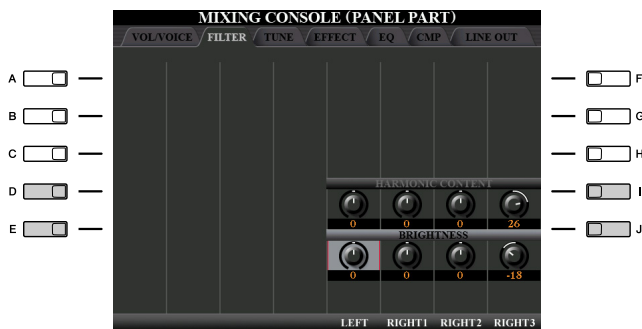 MIXING CONSOLE (PANEL PART)
VOL/VOICE FILTER TUNE EFFECT EQ CMP LINE OUT
A F
B G
C H
D I
E J
HARMONIC CONTENT
0 0 0 26
BRIGHTNESS
0 0 0 -18
LEFT RIGHT1 RIGHT2 RIGHT3